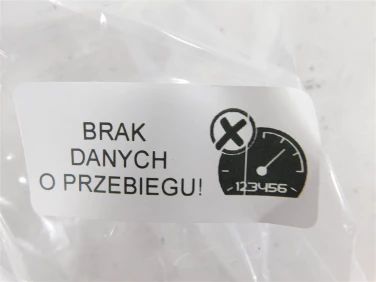 BRAK
DANYCH
O PRZEBIEGU!
123456